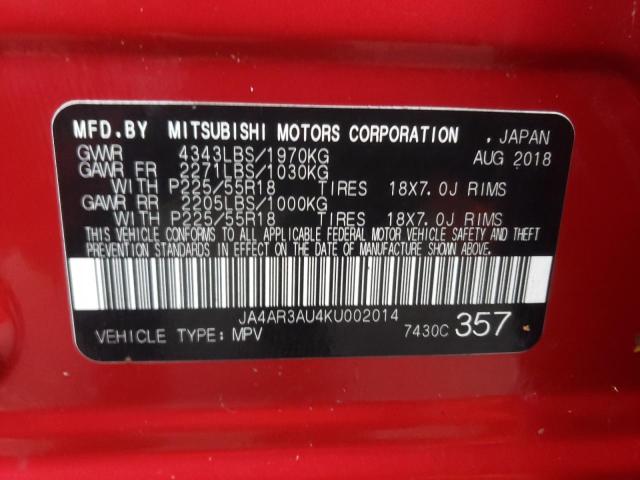 MFD.BY MITSUBISHI MOTORS CORPORATION , JAPAN
GWWR 4343LBS/1970KG AUG 2018
GAWR FR 2271LBS/1030KG
WITH P225/55R18 TIRES 18X7.0J RIMS
GAWR RR 2205LBS/1000KG
WITH P225/55R18 TIRES 18X7.0J RIMS
THIS VEHICLE CONFORMS TO ALL APPLICABLE FEDERAL MOTOR VEHICLE SAFETY AND THEFT
PREVENTION STANDARDS IN EFFECT ON THE DATE OF MANUFACTURE SHOWN ABOVE.
JA4AR3AU4KU002014
VEHICLE TYPE: MPV 7430C 357